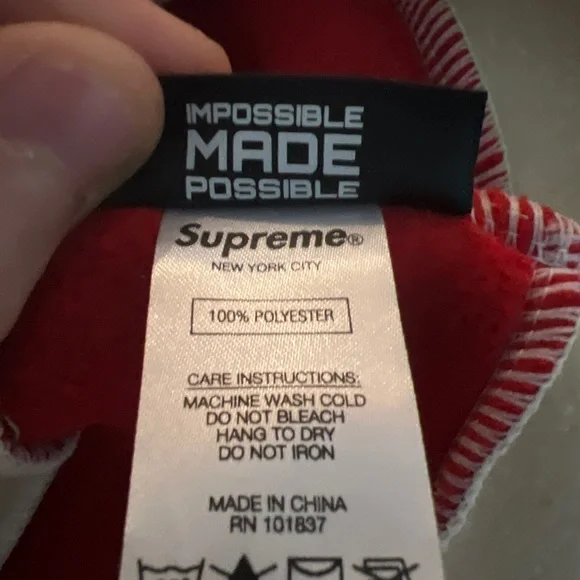 IMPOSSIBLE
MADE
POSSIBLE
Supreme®
NEW YORK CITY
100% POLYESTER
CARE INSTRUCTIONS:
MACHINE WASH COLD
DO NOT BLEACH
HANG TO DRY
DO NOT IRON
MADE IN CHINA
RN 101837